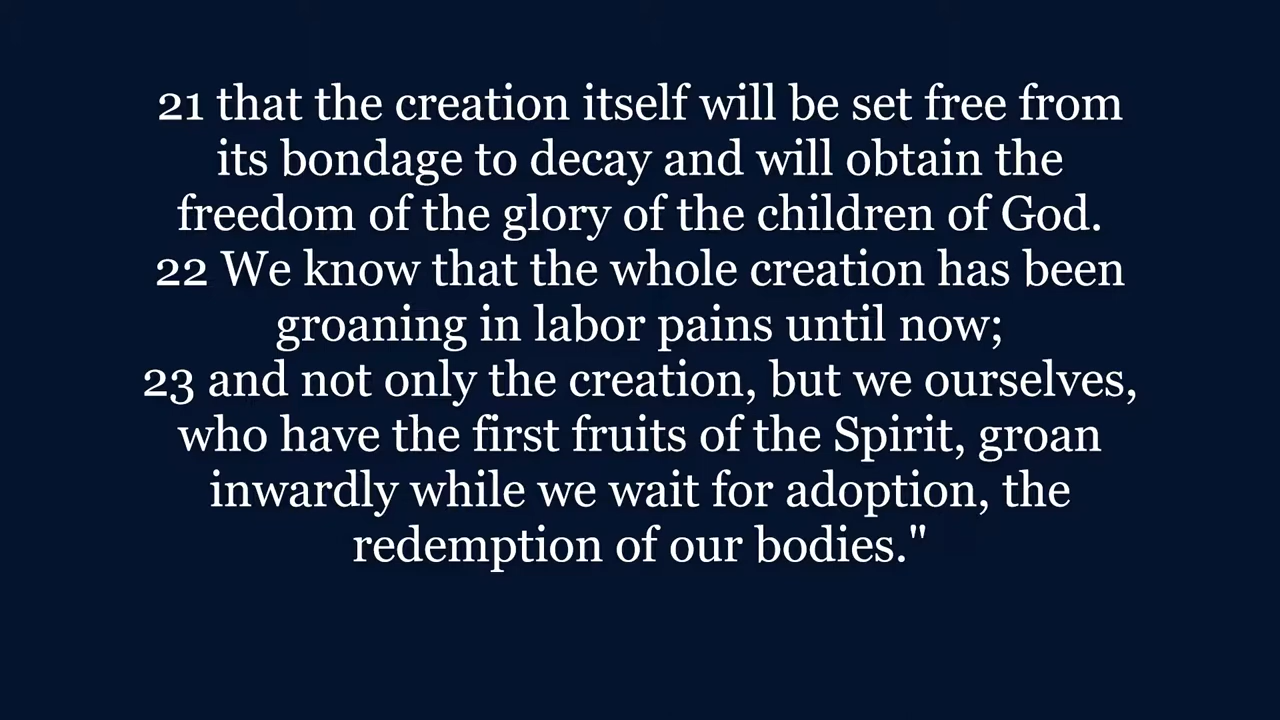 21 that the creation itself will be set free from
its bondage to decay and will obtain the
freedom of the glory of the children of God.
22 We know that the whole creation has been
groaning in labor pains until now;
23 and not only the creation, but we ourselves,
who have the first fruits of the Spirit, groan
inwardly while we wait for adoption, the
redemption of our bodies."